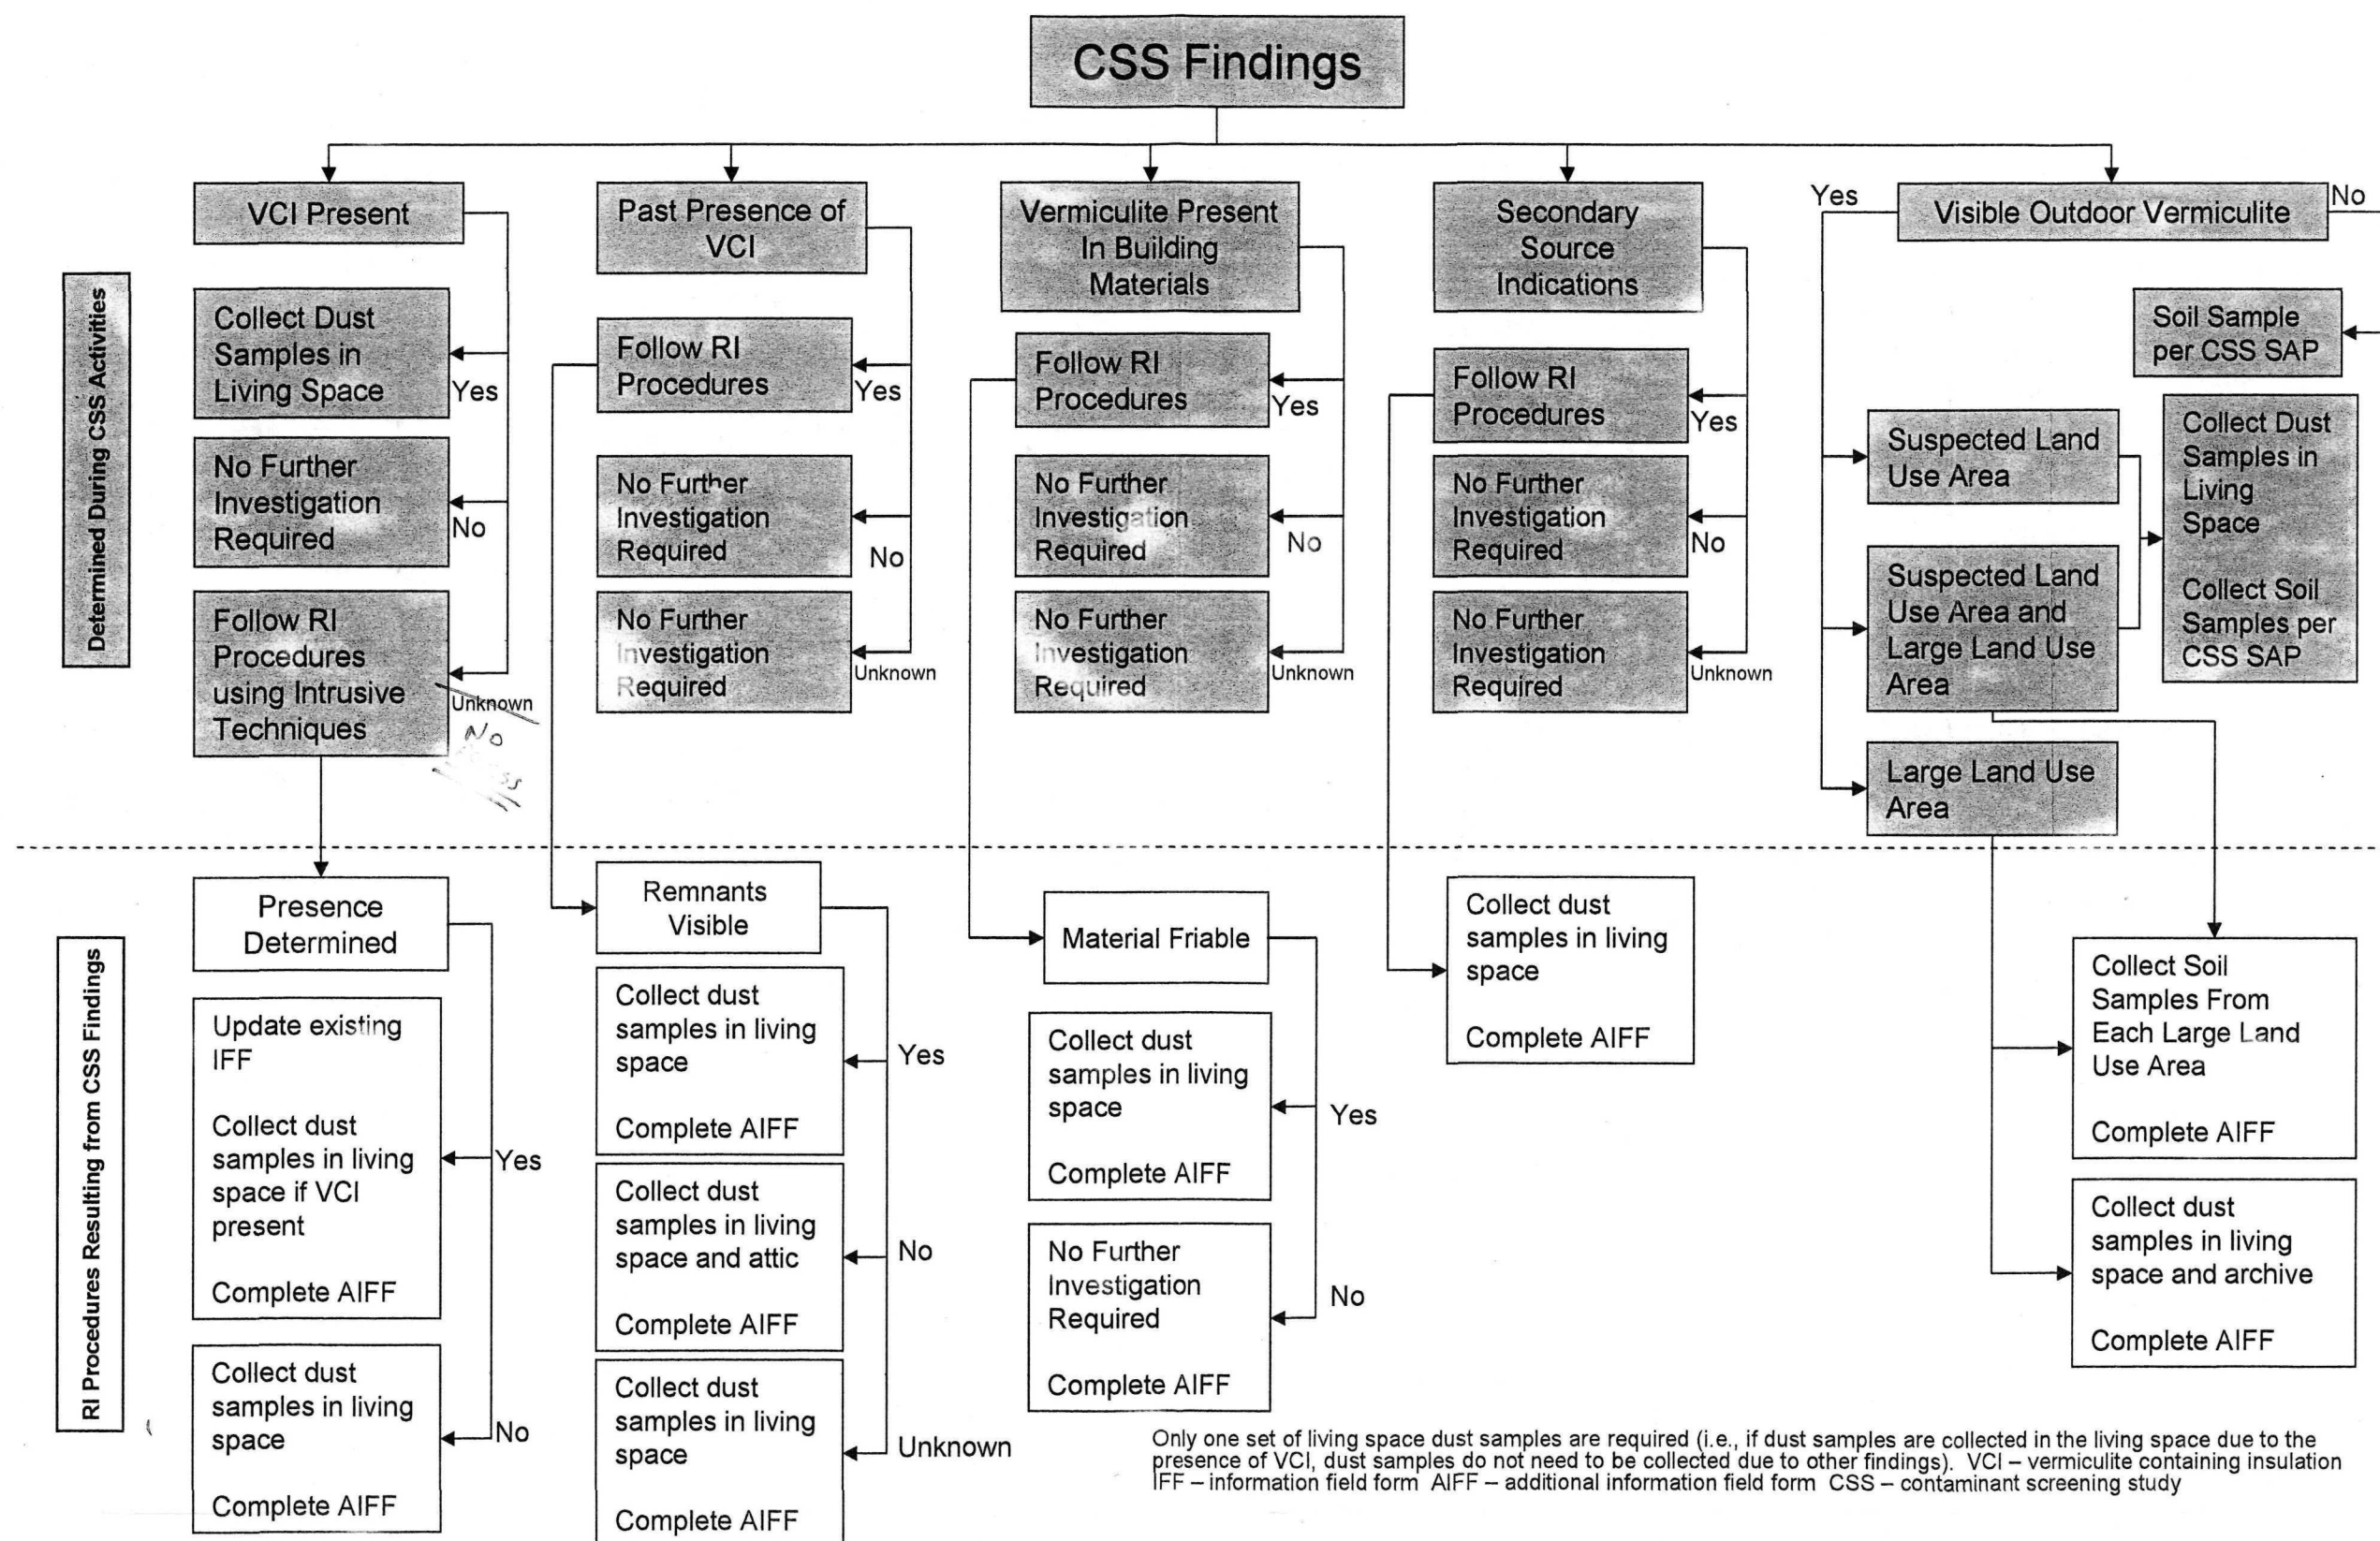 CSS Findings
VCI Present
Past Presence of
VCI
Vermiculite Present
In Building
Materials
Secondary
Source
Indications
Yes
Visible Outdoor Vermiculite
No
Determined During CSS Activities
Collect Dust
Samples in
Living Space
Yes
No Further
Investigation
Required
No
Follow RI
Procedures
using Intrusive
Techniques
Unknown
No
Follow RI
Procedures
Yes
No Further
Investigation
Required
No
No Further
Investigation
Required
Unknown
Follow RI
Procedures
Yes
No Further
Investigation
Required
No
No Further
Investigation
Required
Unknown
Follow RI
Procedures
Yes
No Further
Investigation
Required
No
No Further
Investigation
Required
Unknown
Soil Sample
per CSS SAP
Suspected Land
Use Area
Suspected Land
Use Area and
Large Land Use
Area
Large Land Use
Area
Collect Dust
Samples in
Living
Space
Collect Soil
Samples per
CSS SAP
RI Procedures Resulting from CSS Findings
Presence
Determined
Update existing
IFF
Collect dust
samples in living
space if VCI
present
Complete AIFF
Yes
Collect dust
samples in living
space
Complete AIFF
No
Remnants
Visible
Collect dust
samples in living
space
Complete AIFF
Yes
Collect dust
samples in living
space and attic
Complete AIFF
No
Collect dust
samples in living
space
Complete AIFF
Unknown
Material Friable
Collect dust
samples in living
space
Complete AIFF
Yes
No Further
Investigation
Required
Complete AIFF
No
Collect dust
samples in living
space
Complete AIFF
Collect Soil
Samples From
Each Large Land
Use Area
Complete AIFF
Collect dust
samples in living
space and archive
Complete AIFF
Only one set of living space dust samples are required (i.e., if dust samples are collected in the living space due to the
presence of VCI, dust samples do not need to be collected due to other findings). VCI – vermiculite containing insulation
IFF – information field form AIFF – additional information field form CSS – contaminant screening study